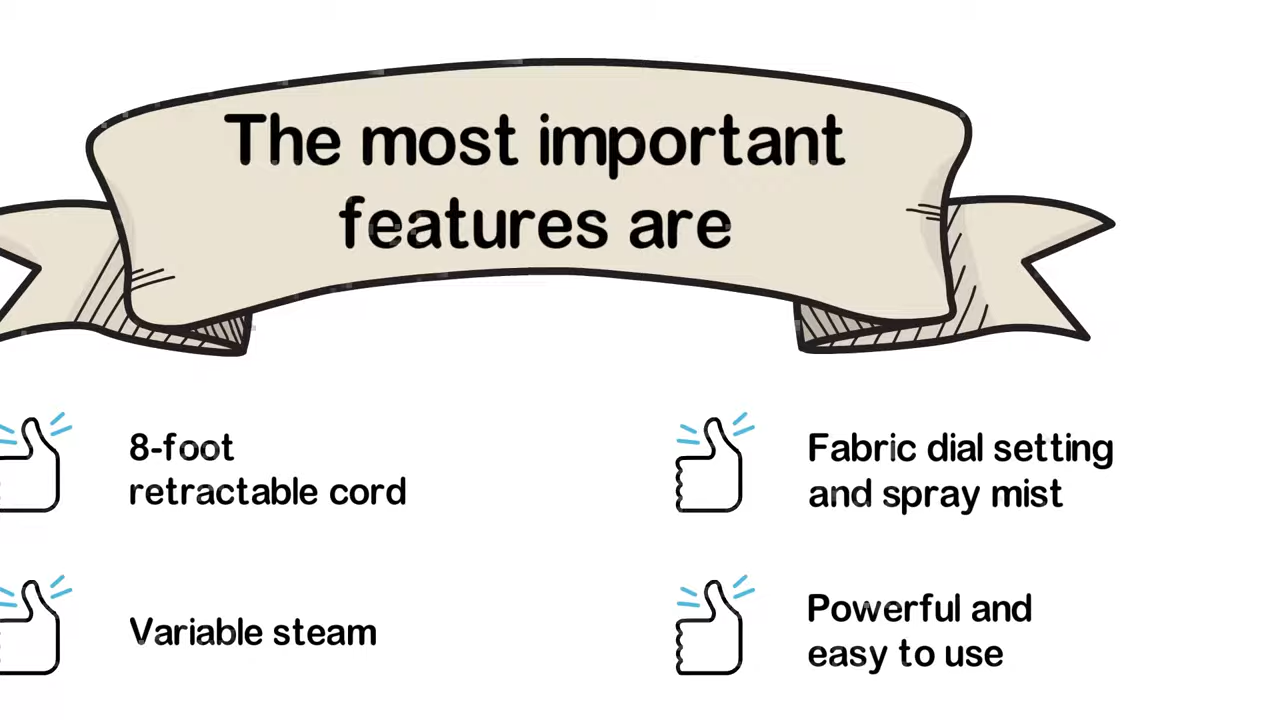 The most important
features are
8-foot
retractable cord
Fabric dial setting
and spray mist
Variable steam
Powerful and
easy to use